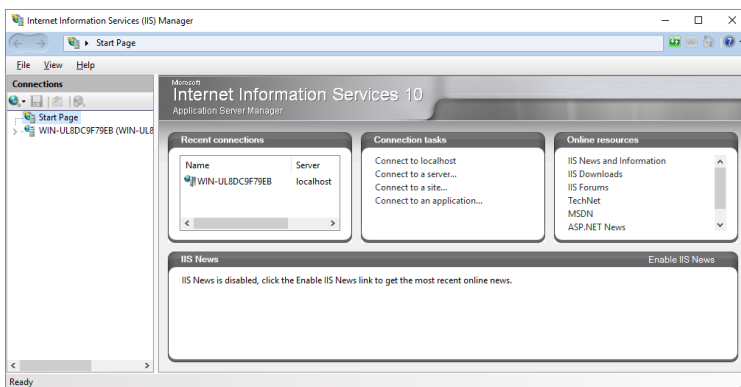 Internet Information Services (IIS) Manager
Start Page
File View Help
Connections
Start Page
WIN-UL8DC9F79EB (WIN-UL8
Microsoft
Internet Information Services 10
Application Server Manager
Recent connections
Name Server
WIN-UL8DC9F79EB localhost
Connection tasks
Connect to localhost
Connect to a server...
Connect to a site...
Connect to an application...
Online resources
IIS News and Information
IIS Downloads
IIS Forums
TechNet
MSDN
ASP.NET News
IIS News Enable IIS News
IIS News is disabled, click the Enable IIS News link to get the most recent online news.
Ready